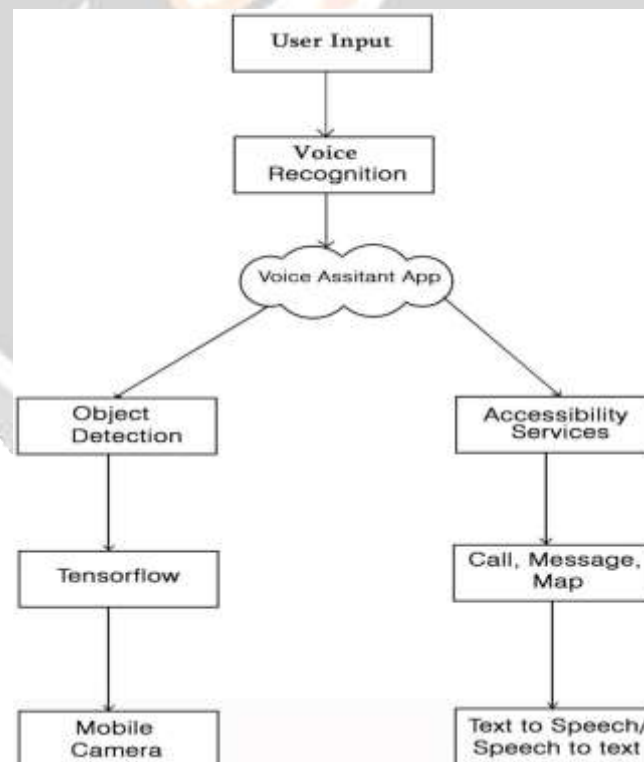 User Input
Voice
Recognition
Voice Assitant App
Object
Detection
Accessibility
Services
Tensorflow
Call, Message,
Map
Mobile
Camera
Text to Speech/
Speech to text